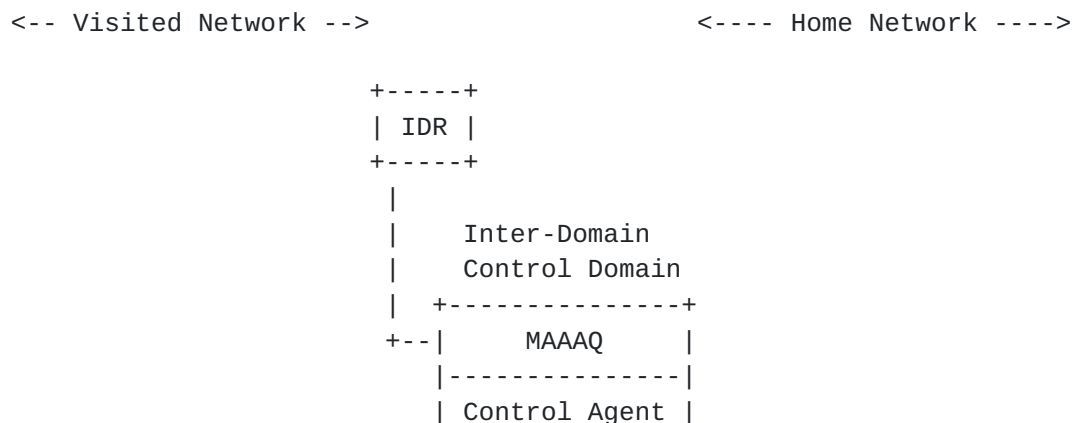 <-- Visited Network --> <---- Home Network ---->
+-----+
| IDR |
+-----+
|
| Inter-Domain
| Control Domain
| +---------------+
+--| MAAAQ |
|---------------|
| Control Agent |